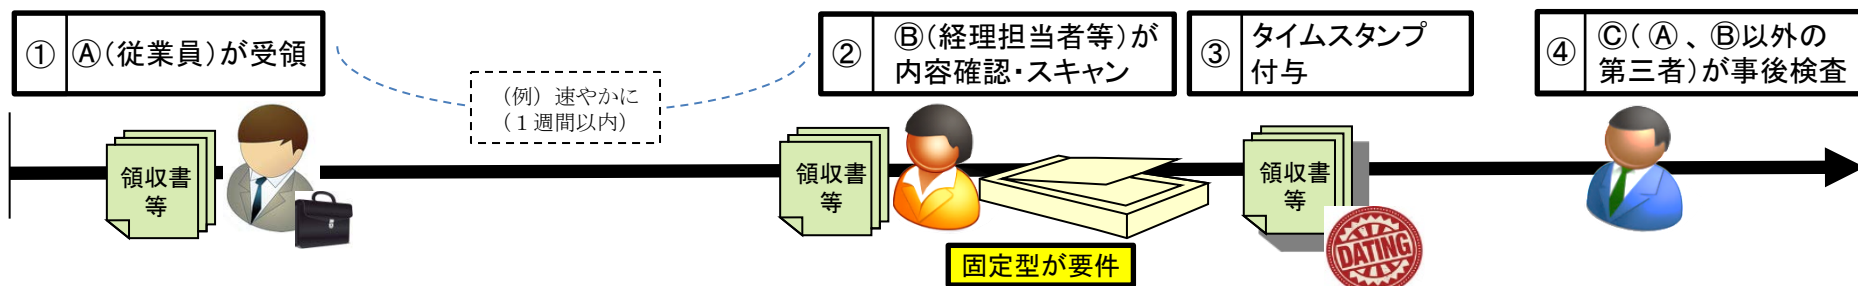 ①
Ⓐ(従業員)が受領
(例) 速やかに
(1週間以内)
②
Ⓑ(経理担当者等)が
内容確認・スキャン
③
タイムスタンプ
付与
④
Ⓒ(Ⓐ、Ⓑ以外の
第三者)が事後検査
領収書
等
領収書
等
固定型が要件
領収書
等
DATING